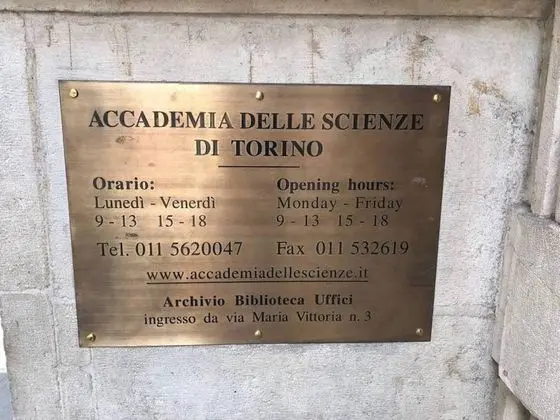 ACCADEMIA DELLE SCIENZE
DI TORINO
Orario:
Lunedì - Venerdì
9 - 13 15 - 18
Opening hours:
Monday - Friday
9 - 13 15 - 18
Tel. 011 5620047 Fax 011 532619
www.accademiadellescienze.it
Archivio Biblioteca Uffici
ingresso da via Maria Vittoria n. 3